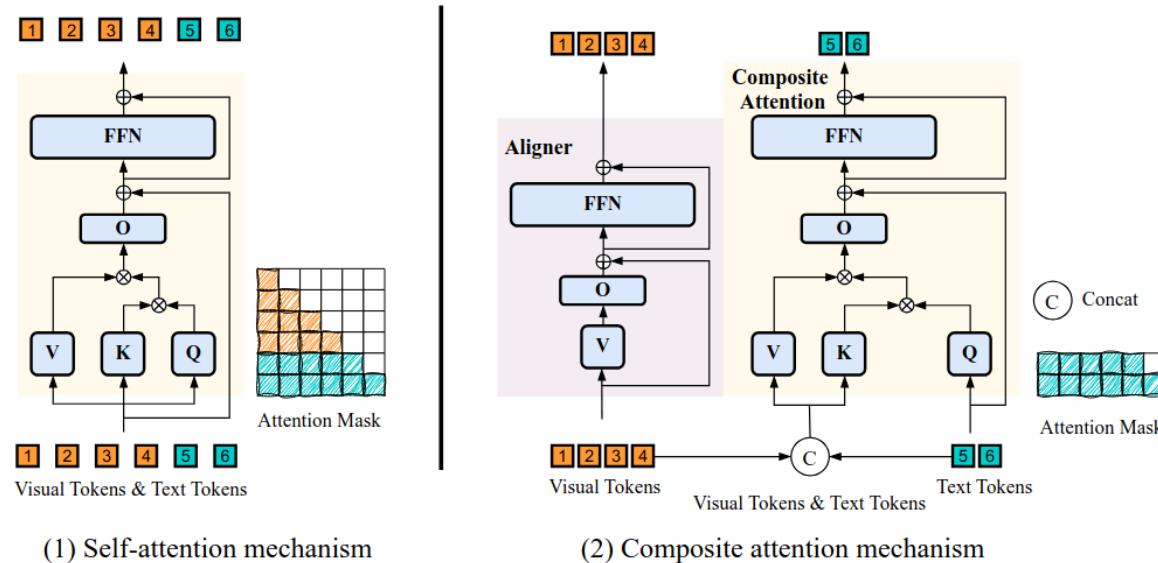 1 2 3 4 5 6
FFN
O
V K Q
Attention Mask
1 2 3 4 5 6
Visual Tokens & Text Tokens
(1) Self-attention mechanism
1 2 3 4
Aligner
FFN
O
V
1 2 3 4
Visual Tokens
5 6
Composite
Attention
FFN
O
V K Q
C Concat
Attention Mask
C
5 6
Text Tokens
Visual Tokens & Text Tokens
(2) Composite attention mechanism